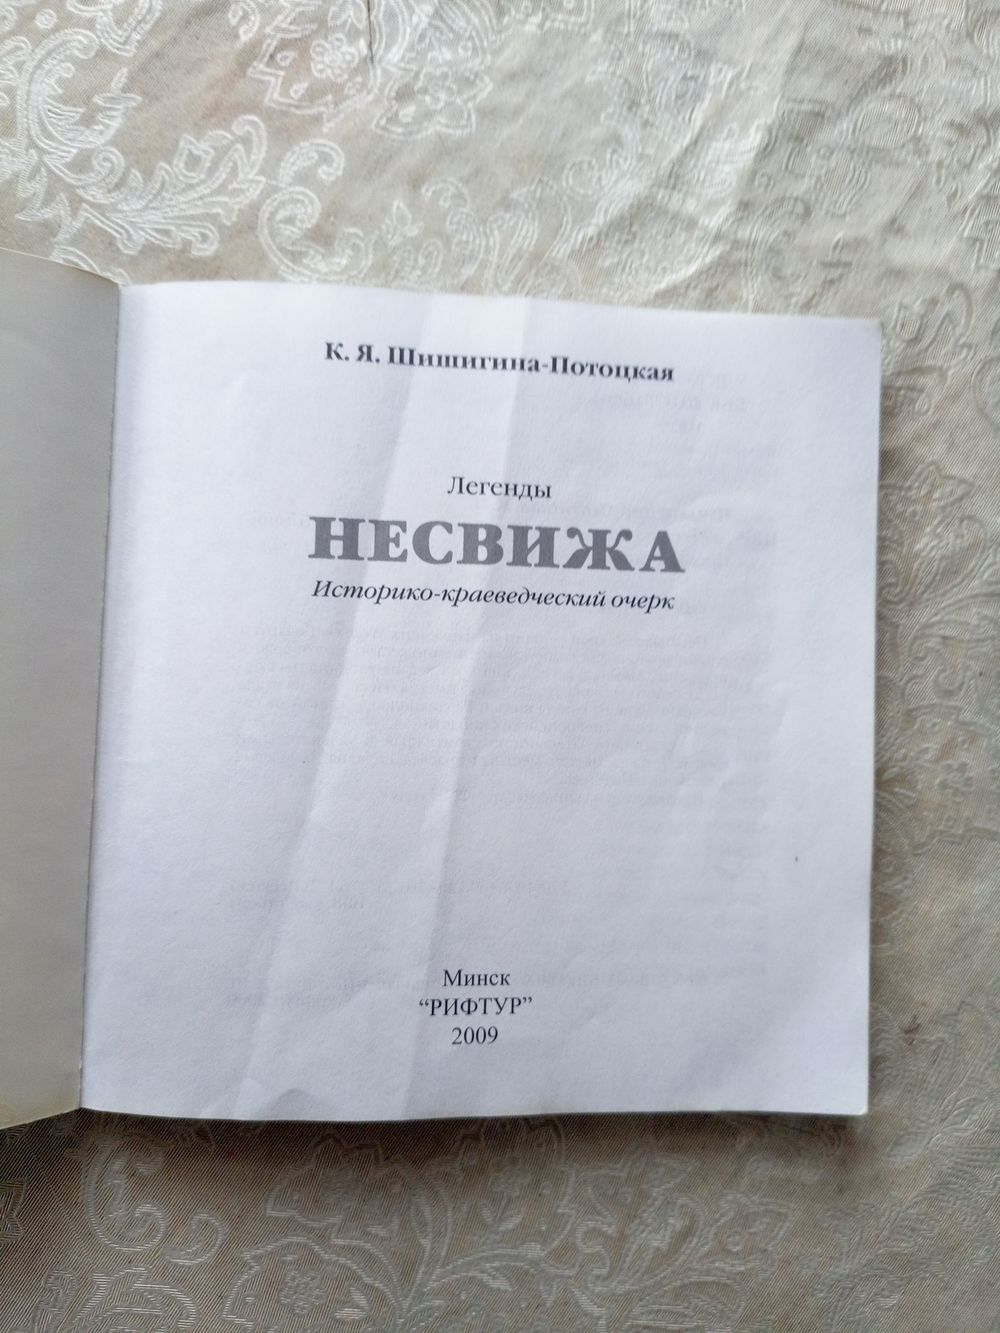 К. Я. Шишигина-Потоцкая
Легенды
НЕСВИЖА
Историко-краеведческий очерк
Минск
“РИФТУР”
2009